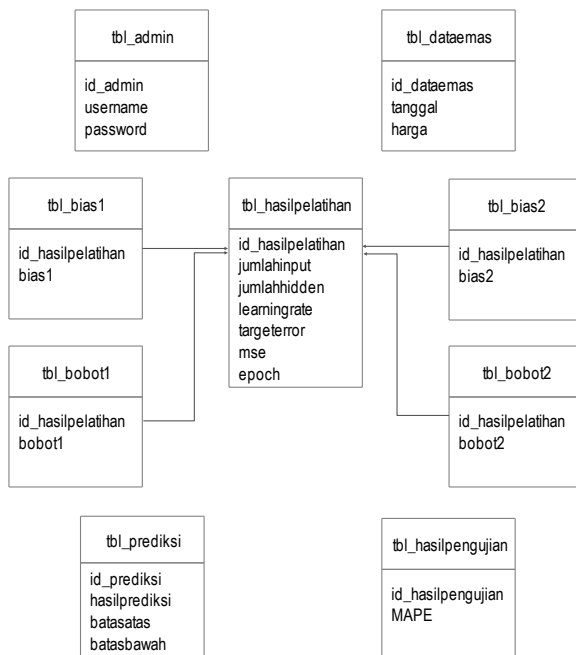 tbl_admin
id_admin
username
password
tbl_dataemas
id_dataemas
tanggal
harga
tbl_bias1
id_hasilpelatihan
bias1
tbl_hasilpelatihan
id_hasilpelatihan
jumlahinput
jumlahhidden
learningrate
targeterror
mse
epoch
tbl_bias2
id_hasilpelatihan
bias2
tbl_bobot1
id_hasilpelatihan
bobot1
tbl_bobot2
id_hasilpelatihan
bobot2
tbl_prediksi
id_prediksi
hasilprediksi
batasatas
batasbawah
tbl_hasilpengujian
id_hasilpengujian
MAPE